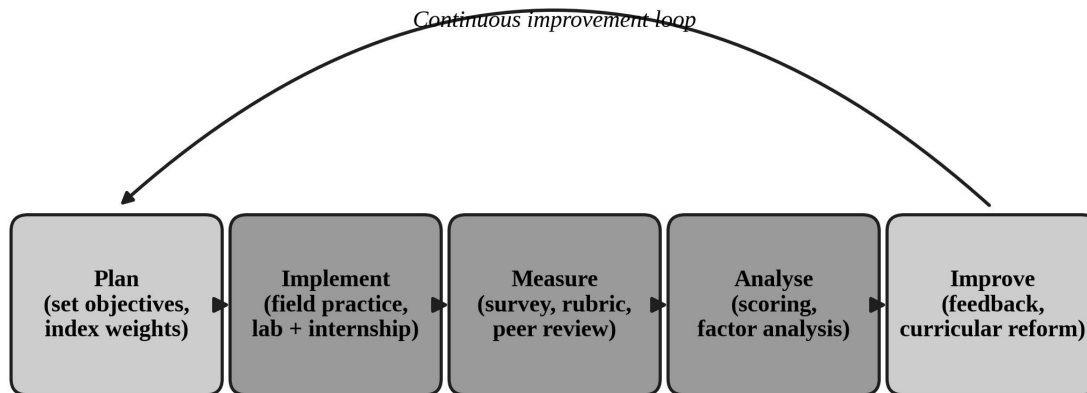 Continuous improvement loop
Plan
(set objectives,
index weights)
Implement
(field practice,
lab + internship)
Measure
(survey, rubric,
peer review)
Analyse
(scoring,
factor analysis)
Improve
(feedback,
curricular reform)